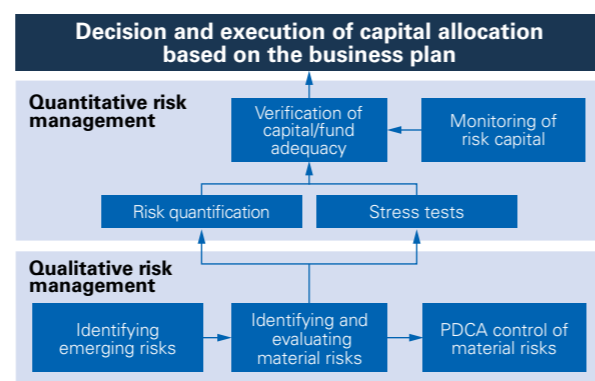 Decision and execution of capital allocation
based on the business plan
Quantitative risk
management
Verification of
capital/fund
adequacy
Monitoring of
risk capital
Risk quantification
Stress tests
Qualitative risk
management
Identifying
emerging risks
Identifying and
evaluating
material risks
PDCA control of
material risks